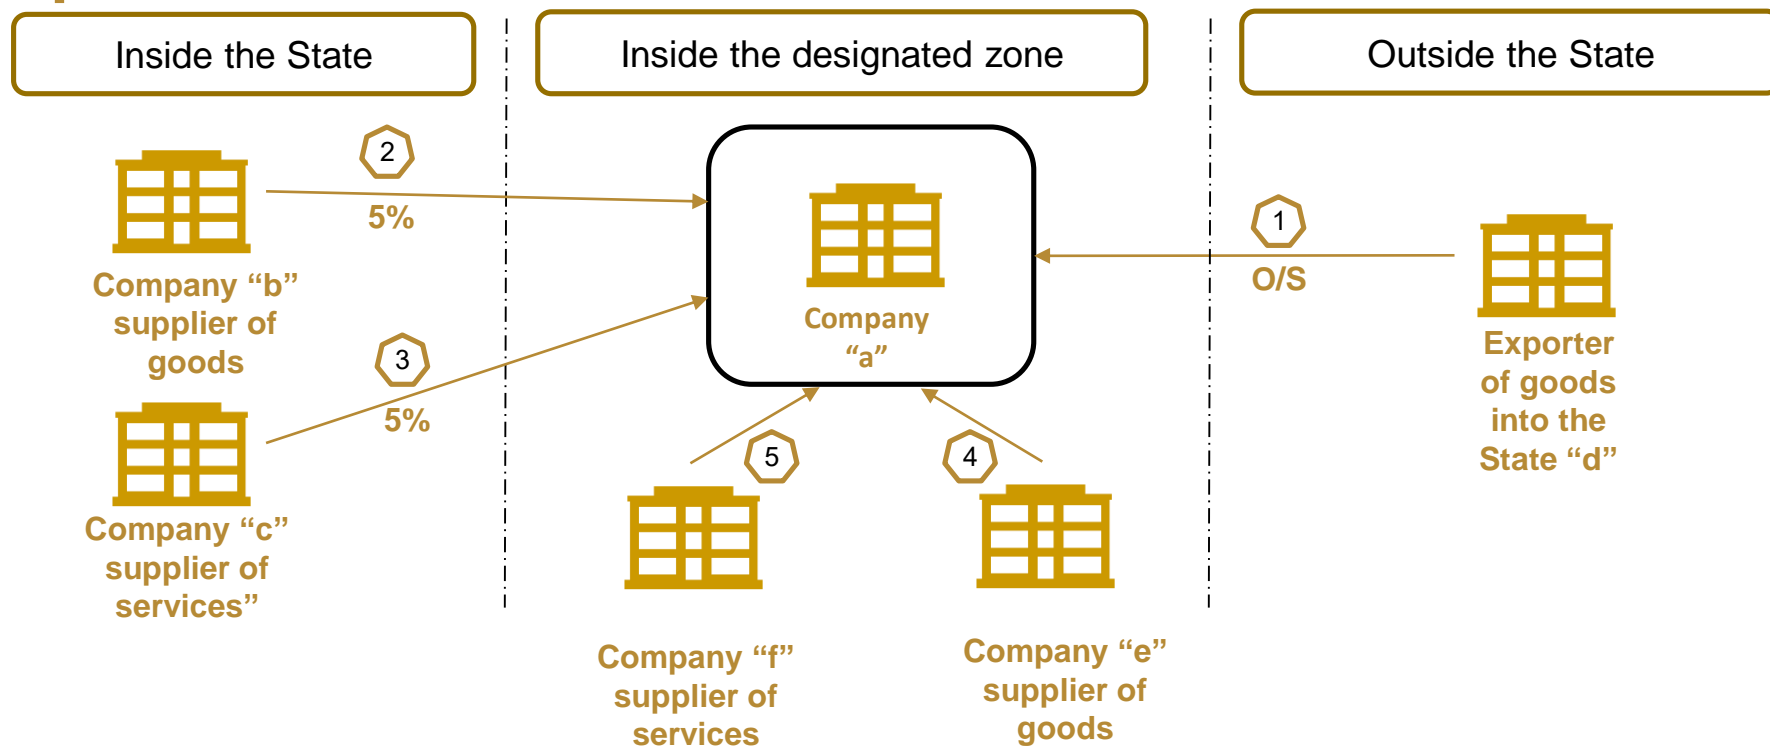 Inside the State
Inside the designated zone
Outside the State
2
5%
Company “b”
supplier of
goods
3
5%
Company “c”
supplier of
services”
Company
“a”
1
O/S
Exporter
of goods
into the
State “d”
5
4
Company “f”
supplier of
services
Company “e”
supplier of
goods